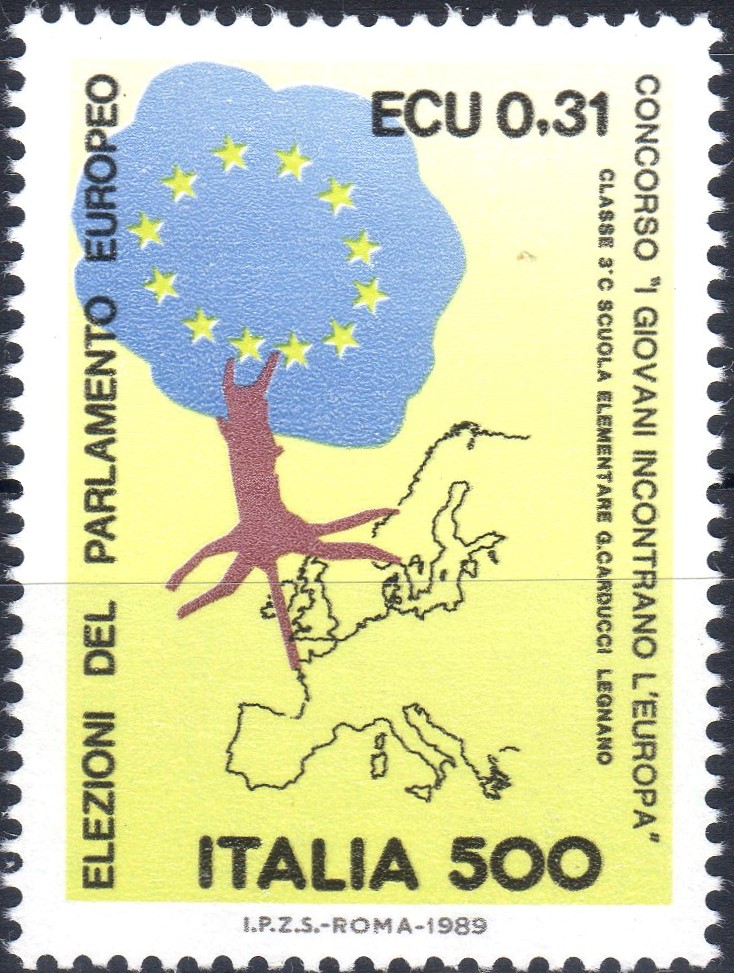 ELEZIONI DEL PARLAMENTO EUROPEO
ECU 0,31
CONCORSO "I GIOVANI INCONTRANO L'EUROPA"
CLASSE 3ªC SCUOLA ELEMENTARE G.CARDUCCI LEGNANO
ITALIA 500
I.P.Z.S.-ROMA-1989